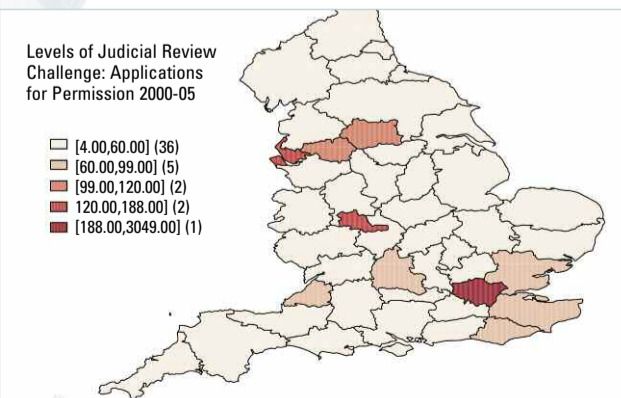 Levels of Judicial Review
Challenge: Applications
for Permission 2000-05
[4.00,60.00] (36)
[60.00,99.00] (5)
[99.00,120.00] (2)
120.00,188.00] (2)
[188.00,3049.00] (1)